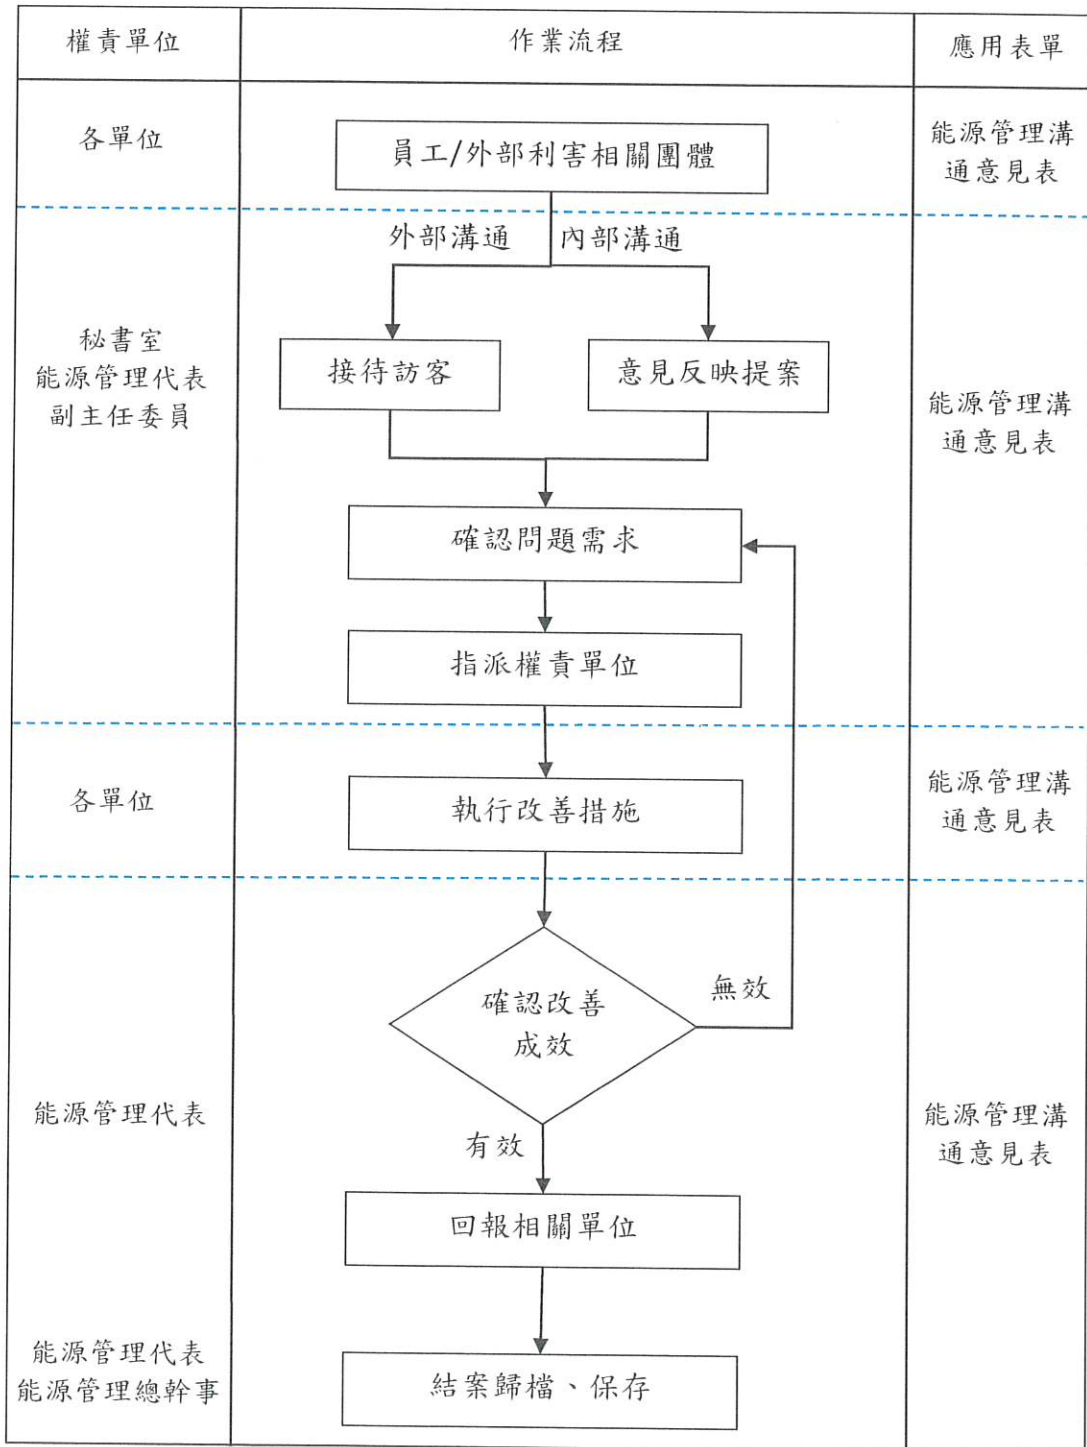 權責單位
作業流程
應用表單
各單位
員工/外部利害相關團體
能源管理溝
通意見表
外部溝通
內部溝通
秘書室
能源管理代表
副主任委員
接待訪客
意見反映提案
能源管理溝
通意見表
確認問題需求
指派權責單位
各單位
執行改善措施
能源管理溝
通意見表
確認改善
成效
無效
能源管理代表
有效
能源管理溝
通意見表
回報相關單位
能源管理代表
能源管理總幹事
結案歸檔、保存